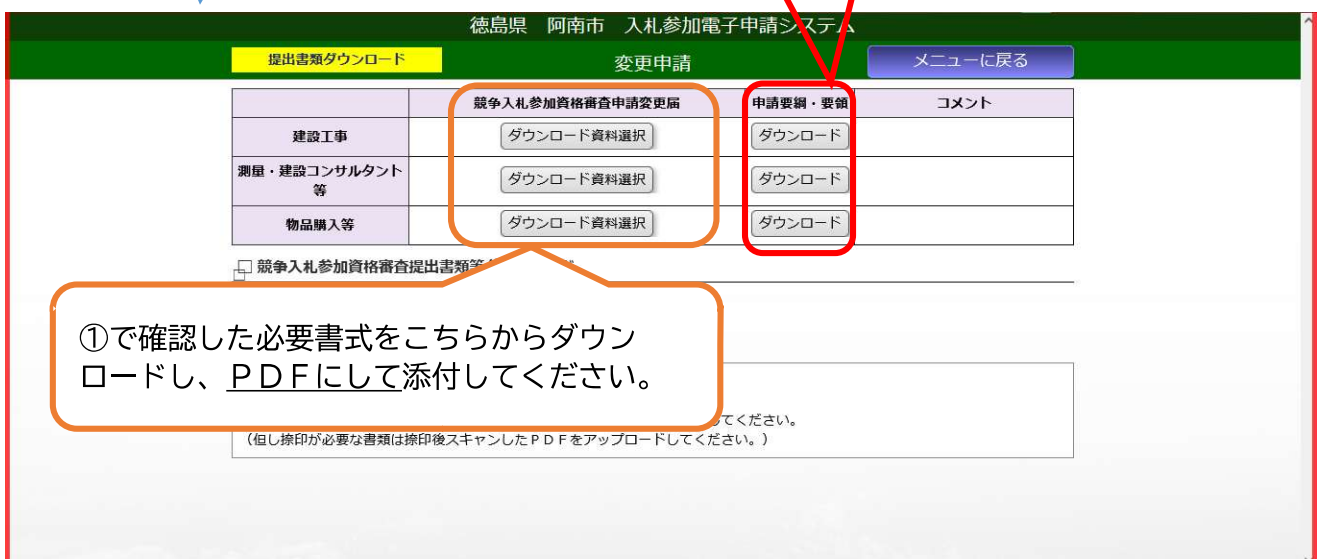 徳島県 阿南市 入札参加電子申請システム
提出書類ダウンロード 変更申請 メニューに戻る
競争入札参加資格審査申請変更届 申請要綱・要領 コメント
建設工事 ダウンロード資料選択 ダウンロード
測量・建設コンサルタント
等 ダウンロード資料選択 ダウンロード
物品購入等 ダウンロード資料選択 ダウンロード
競争入札参加資格審査提出書類等
①で確認した必要書式をこちらからダウン
ロードし、ＰＤＦにして添付してください。
てください。
（但し捺印が必要な書類は捺印後スキャンしたＰＤＦをアップロードしてください。）